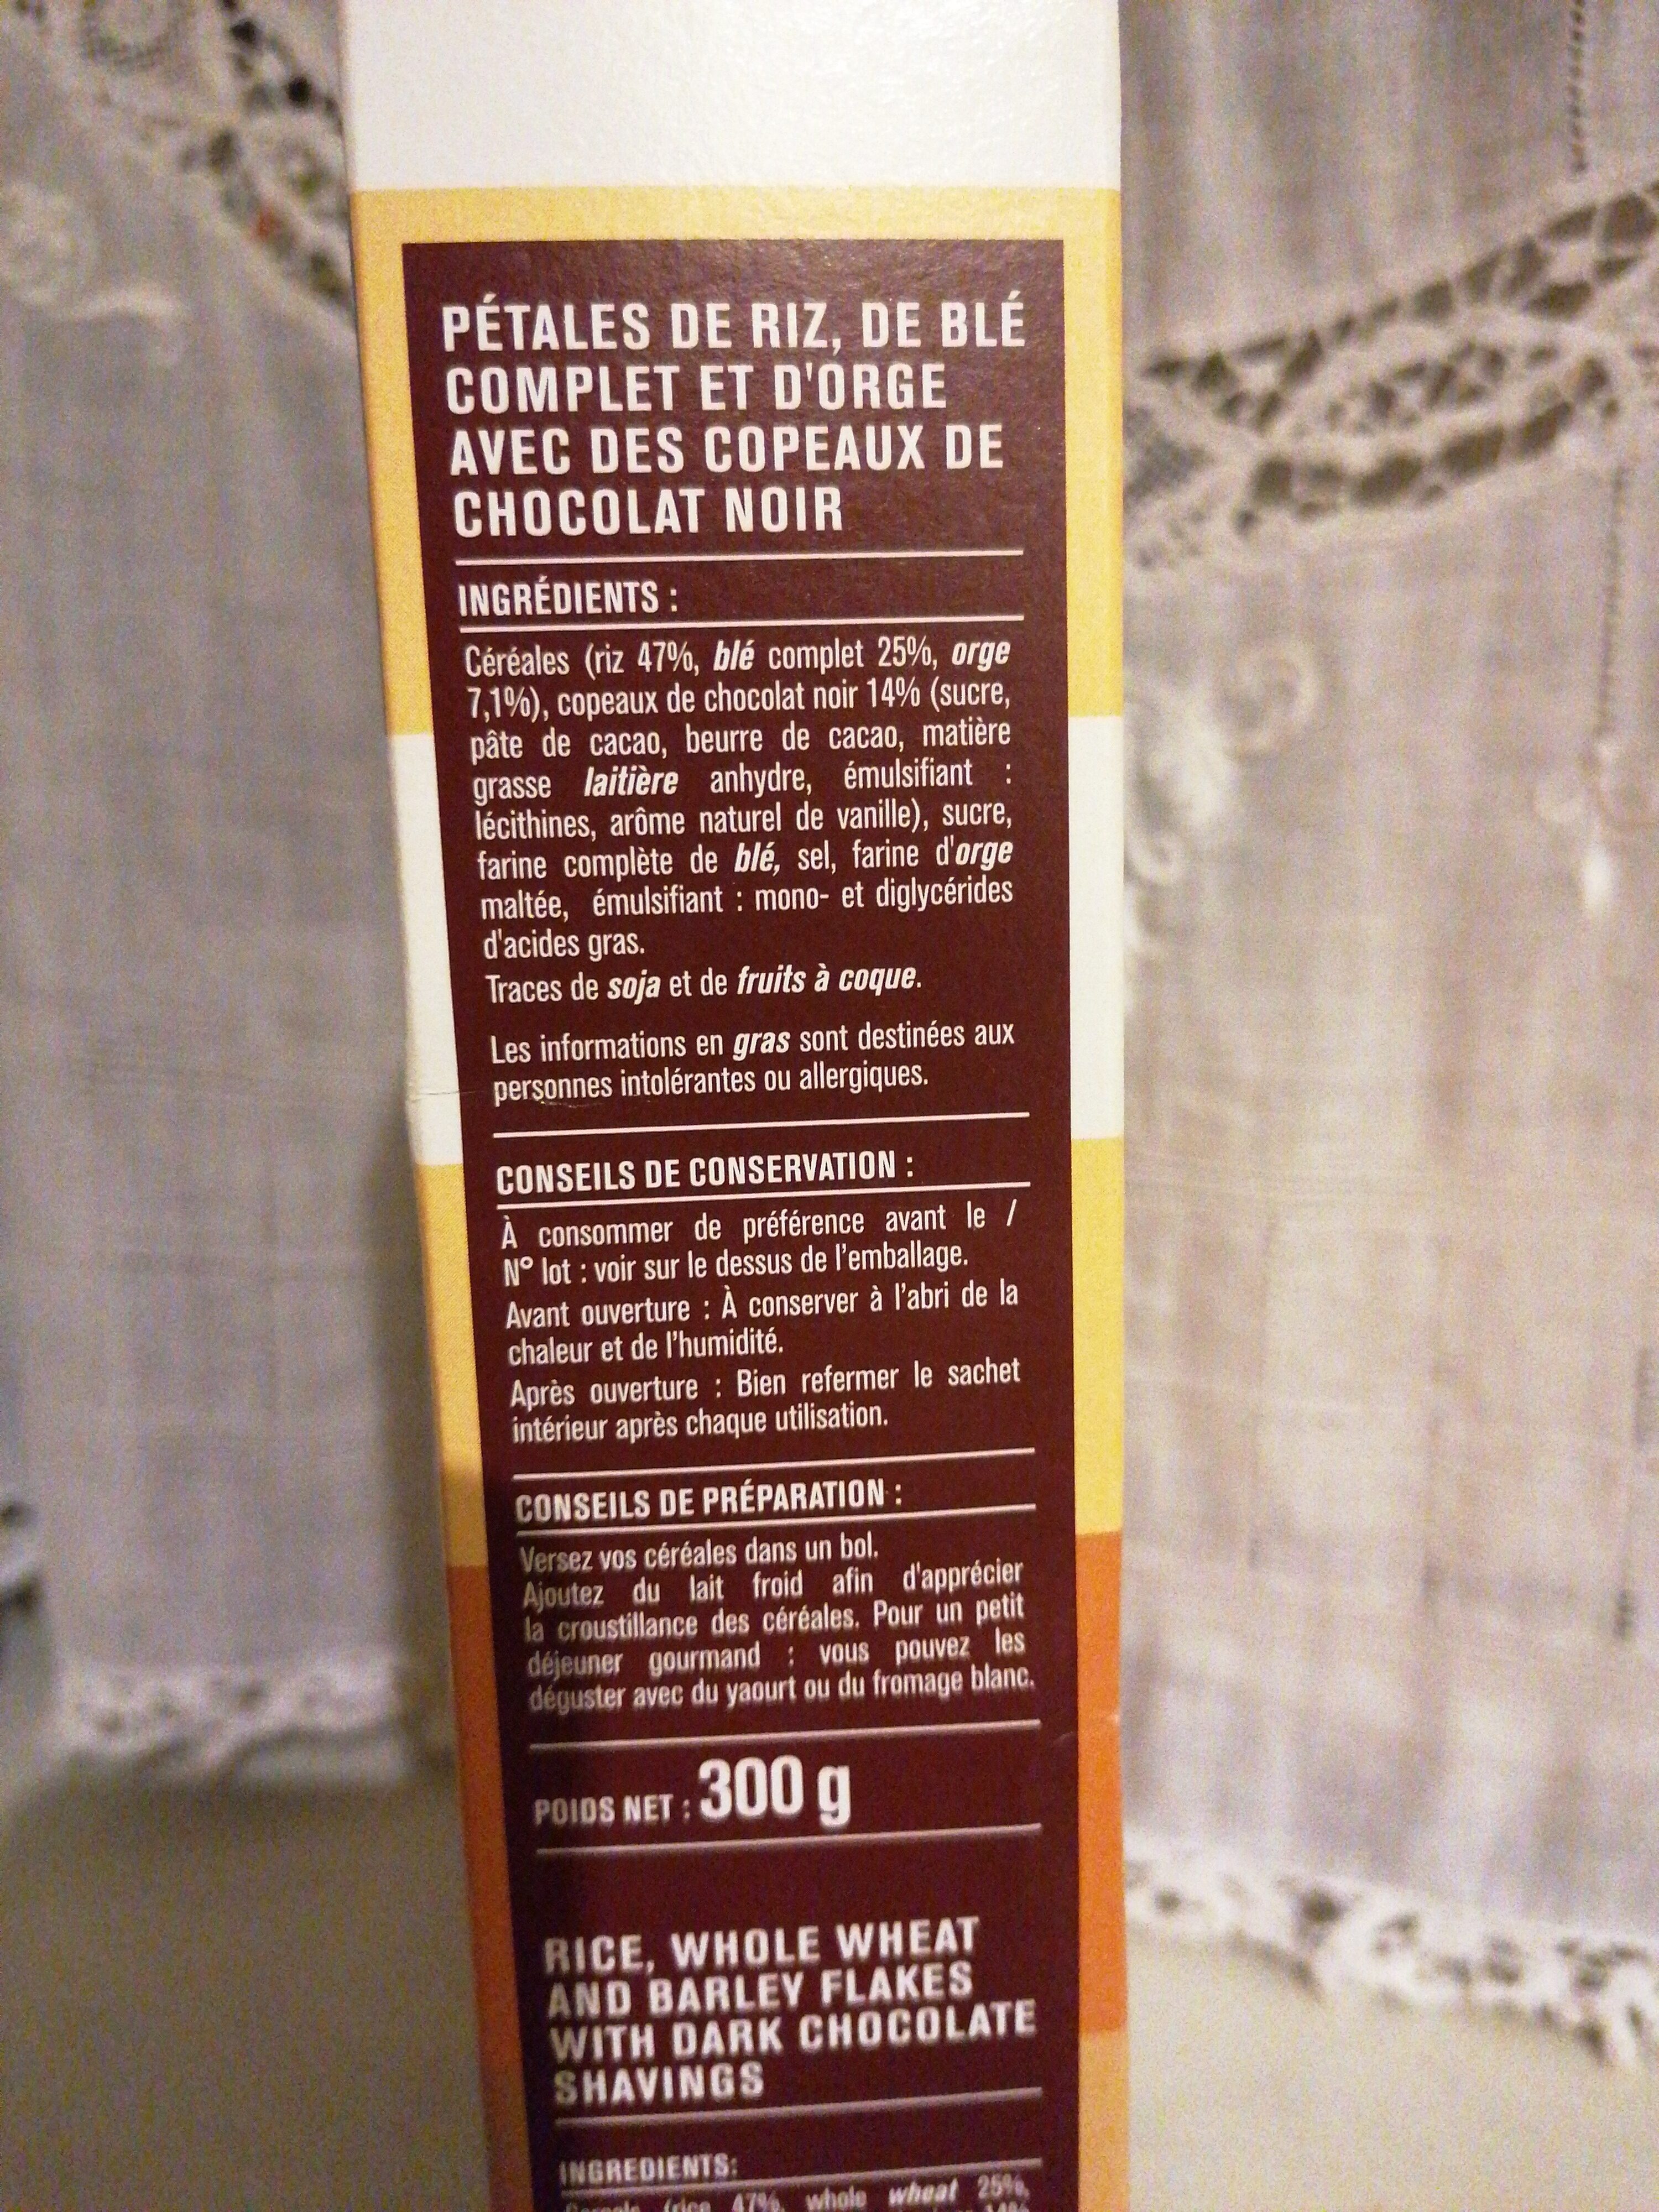 PÉTALES DE RIZ, DE BLÉ
COMPLET ET D'ORGE
AVEC DES COPEAUX DE
CHOCOLAT NOIR
INGRÉDIENTS :
Céréales (riz 47%, blé complet 25%, orge
7,1%), copeaux de chocolat noir 14% (sucre,
pâte de cacao, beurre de cacao, matière
grasse laitière anhydre, émulsifiant :
lécithines, arôme naturel de vanille), sucre,
farine complète de blé, sel, farine d'orge
maltée, émulsifiant : mono- et diglycérides
d'acides gras.
Traces de soja et de fruits à coque.
Les informations en gras sont destinées aux
personnes intolérantes ou allergiques.
CONSEILS DE CONSERVATION :
À consommer de préférence avant le /
N° lot : voir sur le dessus de l'emballage.
Avant ouverture : À conserver à l'abri de la
chaleur et de l'humidité.
Après ouverture : Bien refermer le sachet
intérieur après chaque utilisation.
CONSEILS DE PRÉPARATION :
Versez vos céréales dans un bol.
Ajoutez du lait froid afin d'apprécier
la croustillance des céréales. Pour un petit
déjeuner gourmand : vous pouvez les
déguster avec du yaourt ou du fromage blanc.
POIDS NET : 300 g
RICE, WHOLE WHEAT
AND BARLEY FLAKES
WITH DARK CHOCOLATE
SHAVINGS
INGREDIENTS:
(rice 47%, whole wheat 25%,